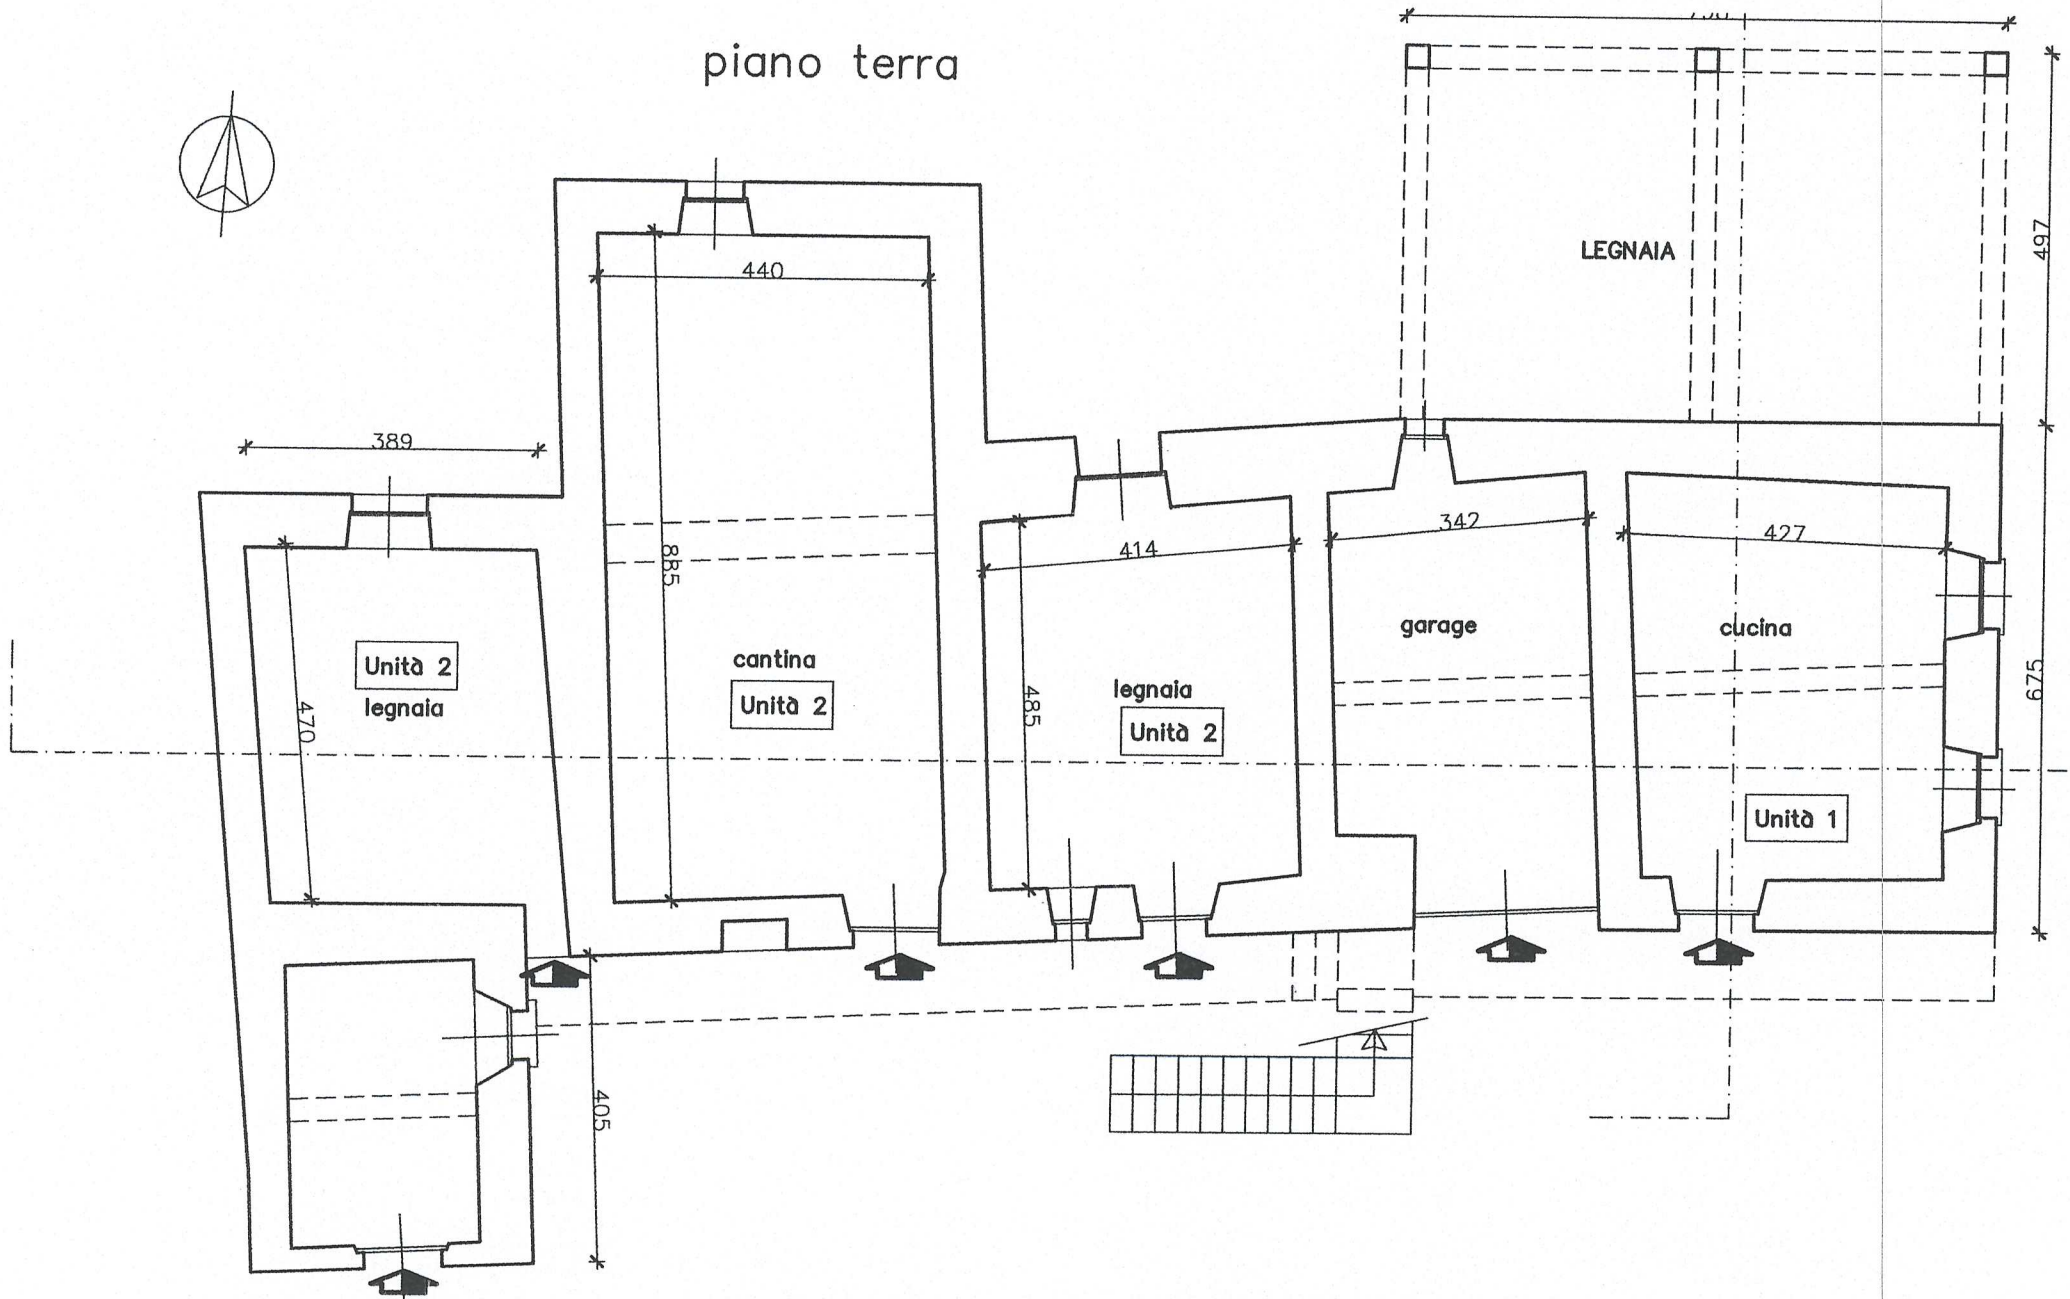 piano terra
LEGNAIA
497
440
389
885
414
342
427
garage
cucina
675
Unità 2
legnaia
470
cantina
Unità 2
485
legnaia
Unità 2
Unità 1
405